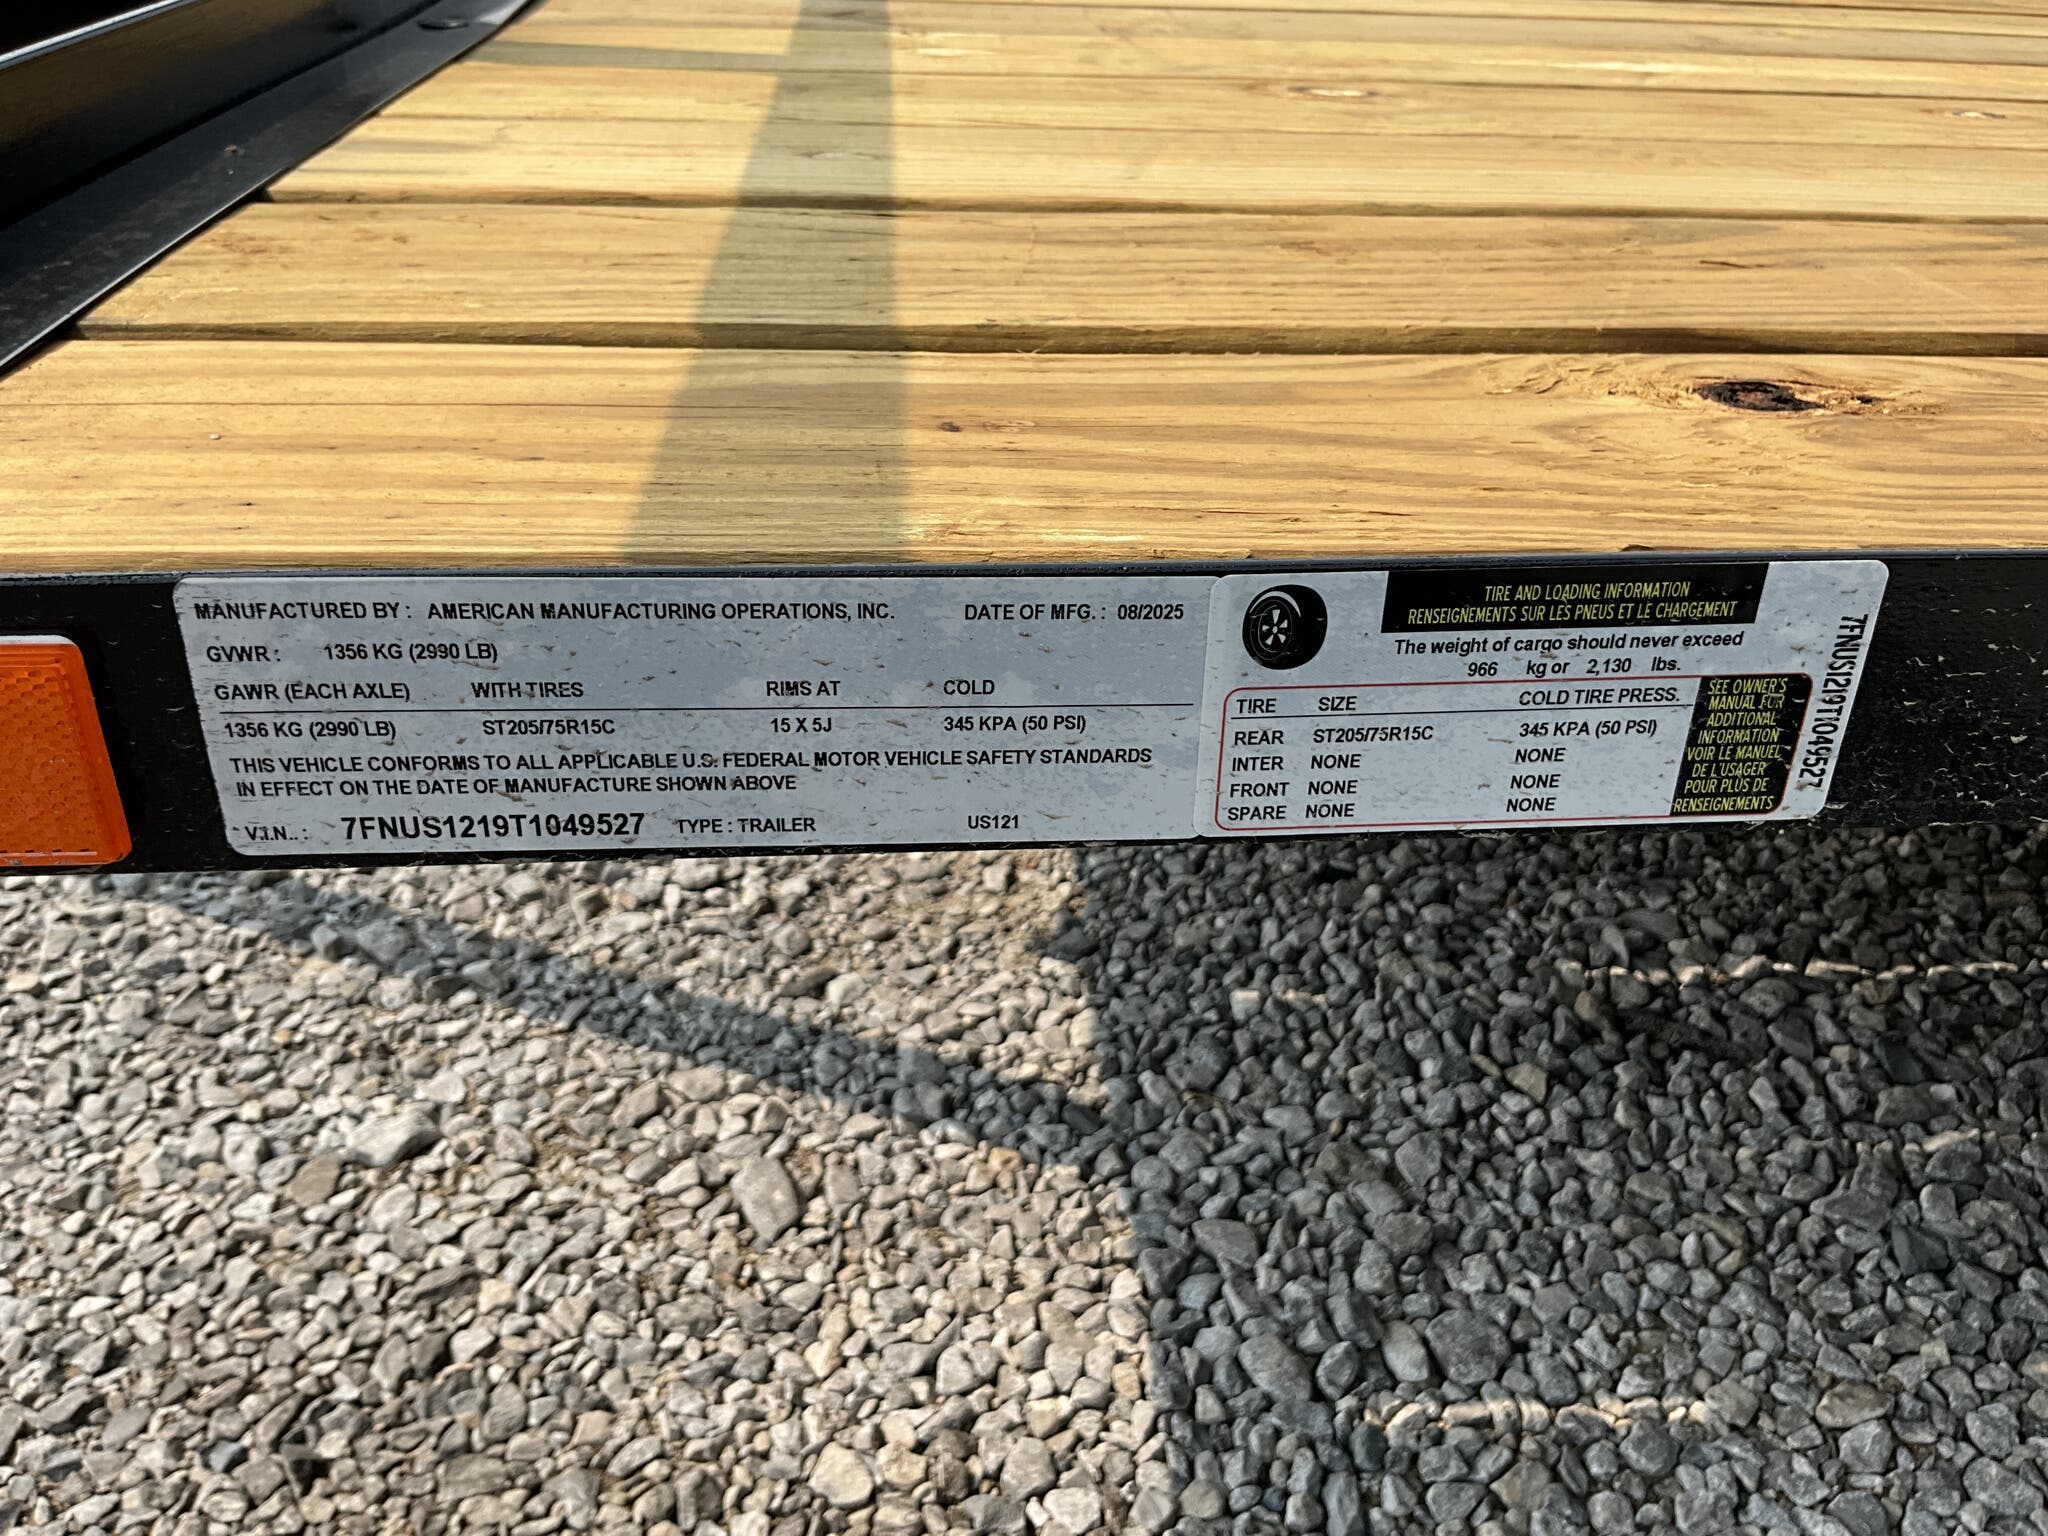 MANUFACTURED BY : AMERICAN MANUFACTURING OPERATIONS, INC. DATE OF MFG. : 08/2025
GVWR : 1356 KG (2990 LB)
GAWR (EACH AXLE) WITH TIRES RIMS AT COLD
1356 KG (2990 LB) ST205/75R15C 15 X 5J 345 KPA (50 PSI)
THIS VEHICLE CONFORMS TO ALL APPLICABLE U.S. FEDERAL MOTOR VEHICLE SAFETY STANDARDS
IN EFFECT ON THE DATE OF MANUFACTURE SHOWN ABOVE
V.I.N.. : 7FNUS1219T1049527 TYPE : TRAILER US121
TIRE AND LOADING INFORMATION
RENSEIGNEMENTS SUR LES PNEUS ET LE CHARGEMENT
The weight of cargo should never exceed
966 kg or 2,130 lbs.
TIRE SIZE COLD TIRE PRESS.
REAR ST205/75R15C 345 KPA (50 PSI)
INTER NONE NONE
FRONT NONE NONE
SPARE NONE NONE
SEE OWNER'S
MANUAL FOR
ADDITIONAL
INFORMATION
VOIR LE MANUEL
DE L'USAGER
POUR PLUS DE
RENSEIGNEMENTS
7FNUS1219T1049527